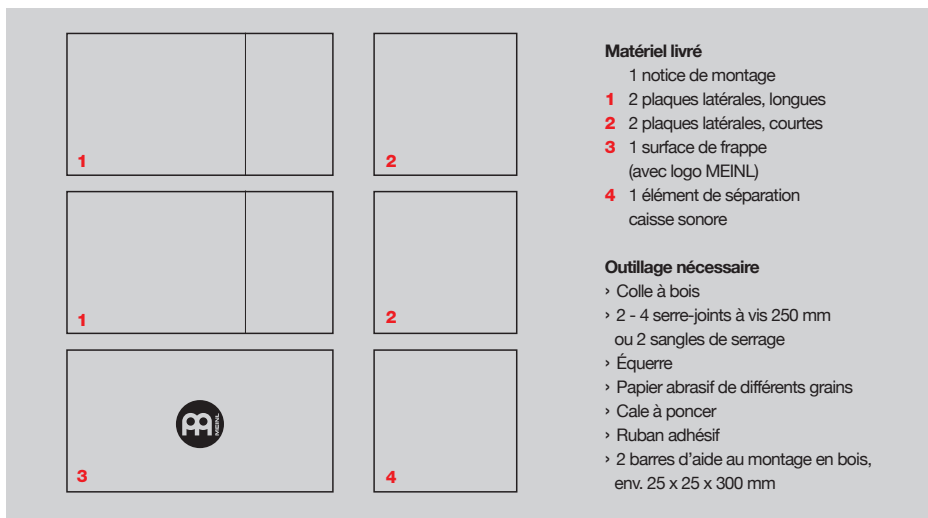 1
2
1
2
MEINL
3
4
Matériel livré
1 notice de montage
1 2 plaques latérales, longues
2 2 plaques latérales, courtes
3 1 surface de frappe
(avec logo MEINL)
4 1 élément de séparation
caisse sonore
Outillage nécessaire
› Colle à bois
› 2 - 4 serre-joints à vis 250 mm
ou 2 sangles de serrage
› Équerre
› Papier abrasif de différents grains
› Cale à poncer
› Ruban adhésif
› 2 barres d’aide au montage en bois,
env. 25 x 25 x 300 mm